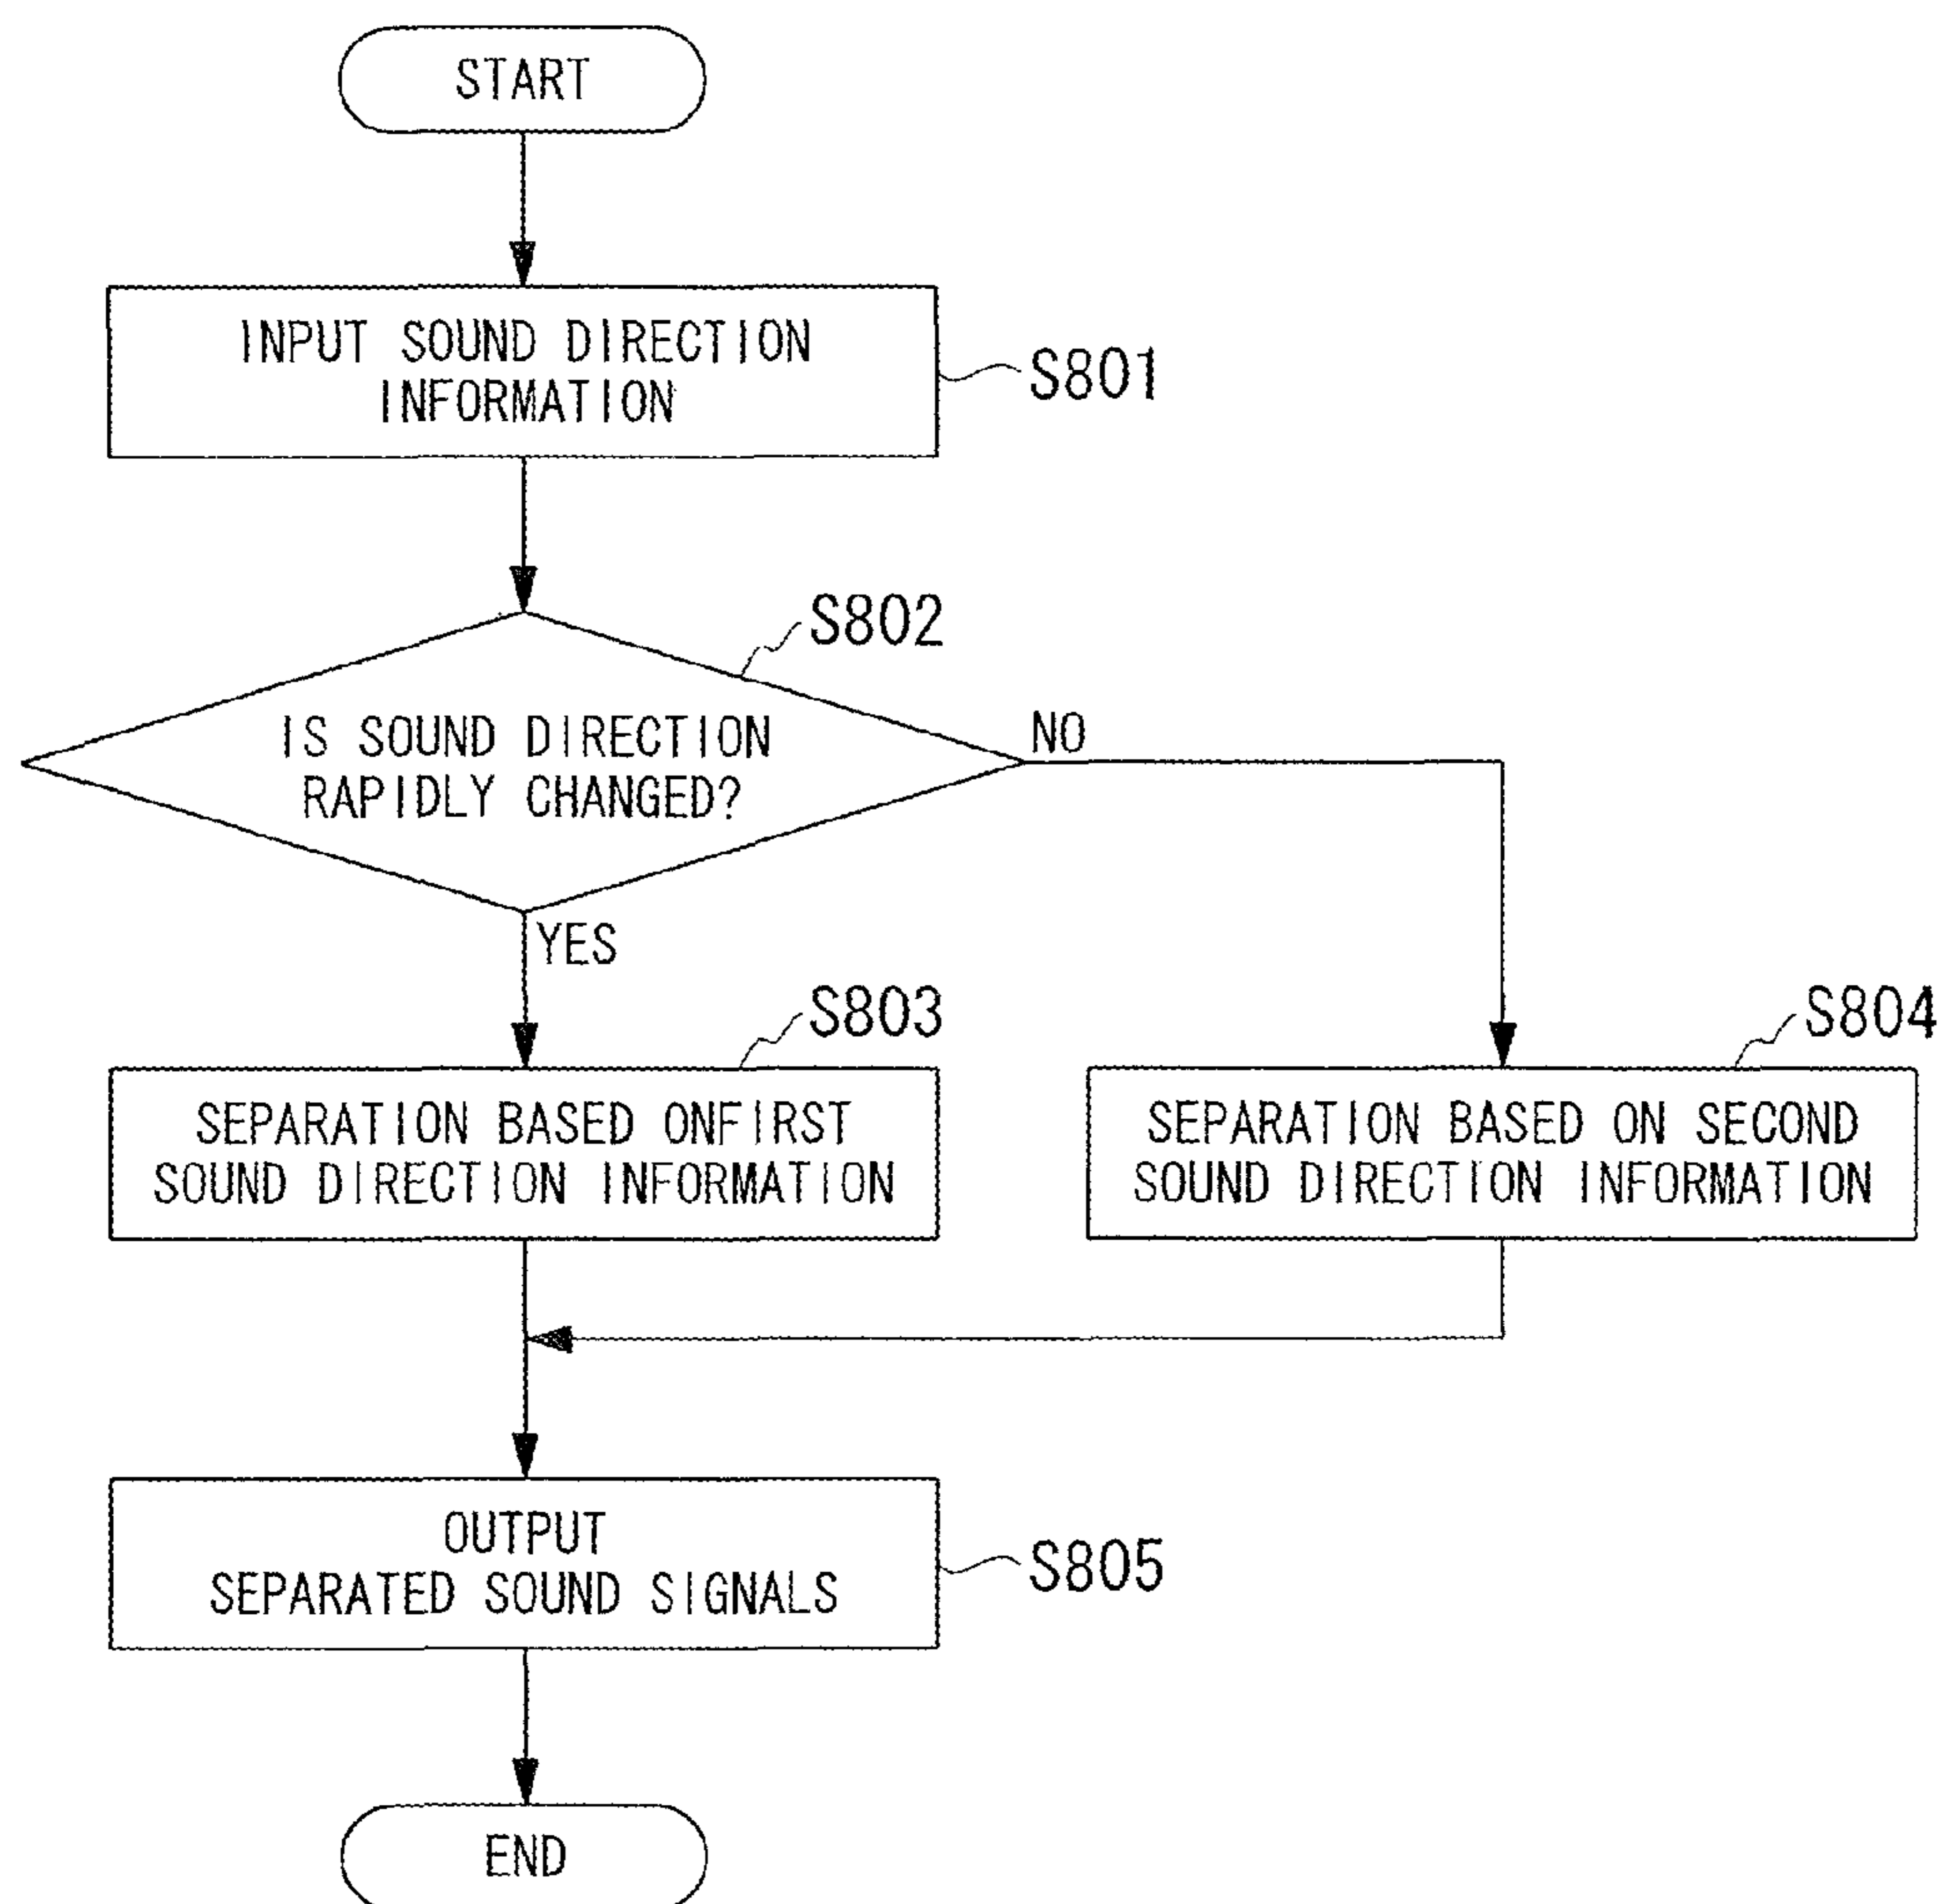 START
INPUT SOUND DIRECTION
INFORMATION
S801
S802
IS SOUND DIRECTION
RAPIDLY CHANGED?
NO
YES
S803
SEPARATION BASED ONFIRST
SOUND DIRECTION INFORMATION
S804
SEPARATION BASED ON SECOND
SOUND DIRECTION INFORMATION
OUTPUT
SEPARATED SOUND SIGNALS
S805
END